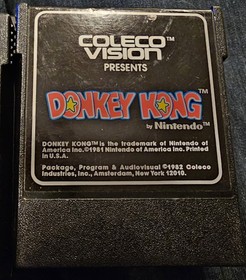 COLECO™
VISION
PRESENTS
DONKEY KONG™
by Nintendo™
DONKEY KONG™ is the trademark of Nintendo of
America Inc.©1981 Nintendo of America Inc. Printed
in U.S.A.
Package, Program & Audiovisual ©1982 Coleco
Industries, Inc., Amsterdam, New York 12010.